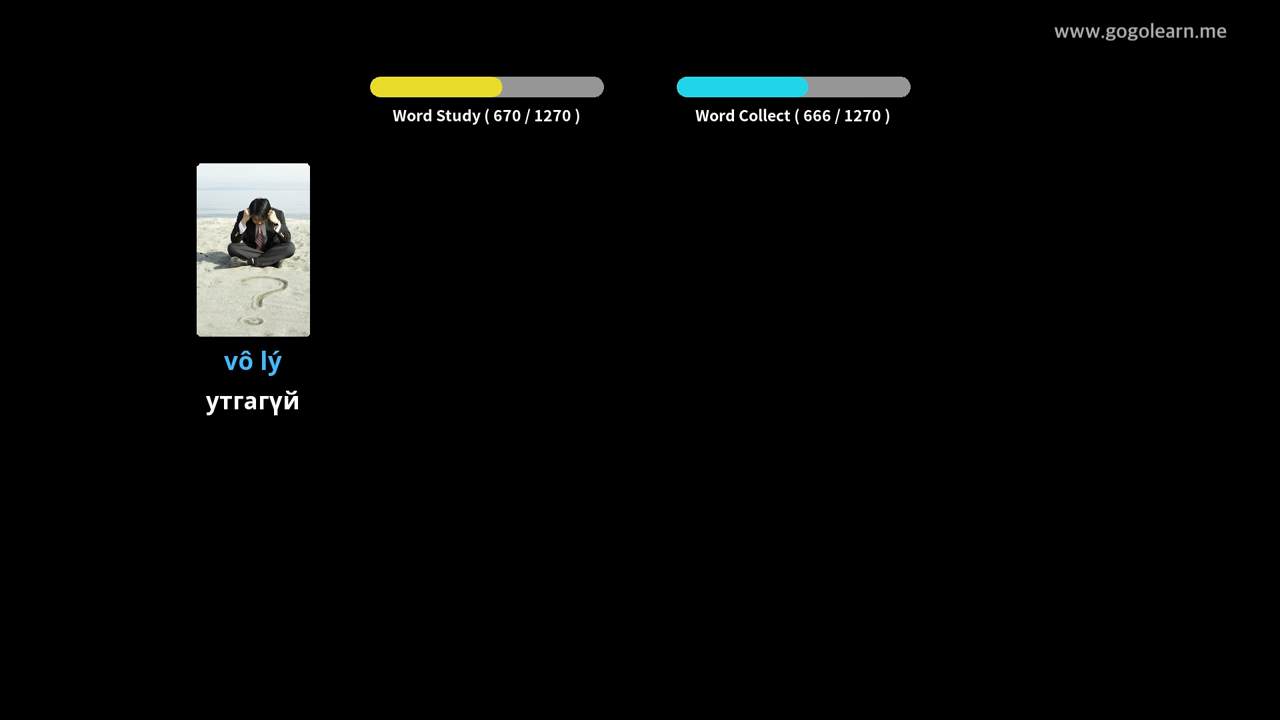 www.gogolearn.me
Word Study ( 670 / 1270 )
Word Collect ( 666 / 1270 )
?
vô lý
утгагүй